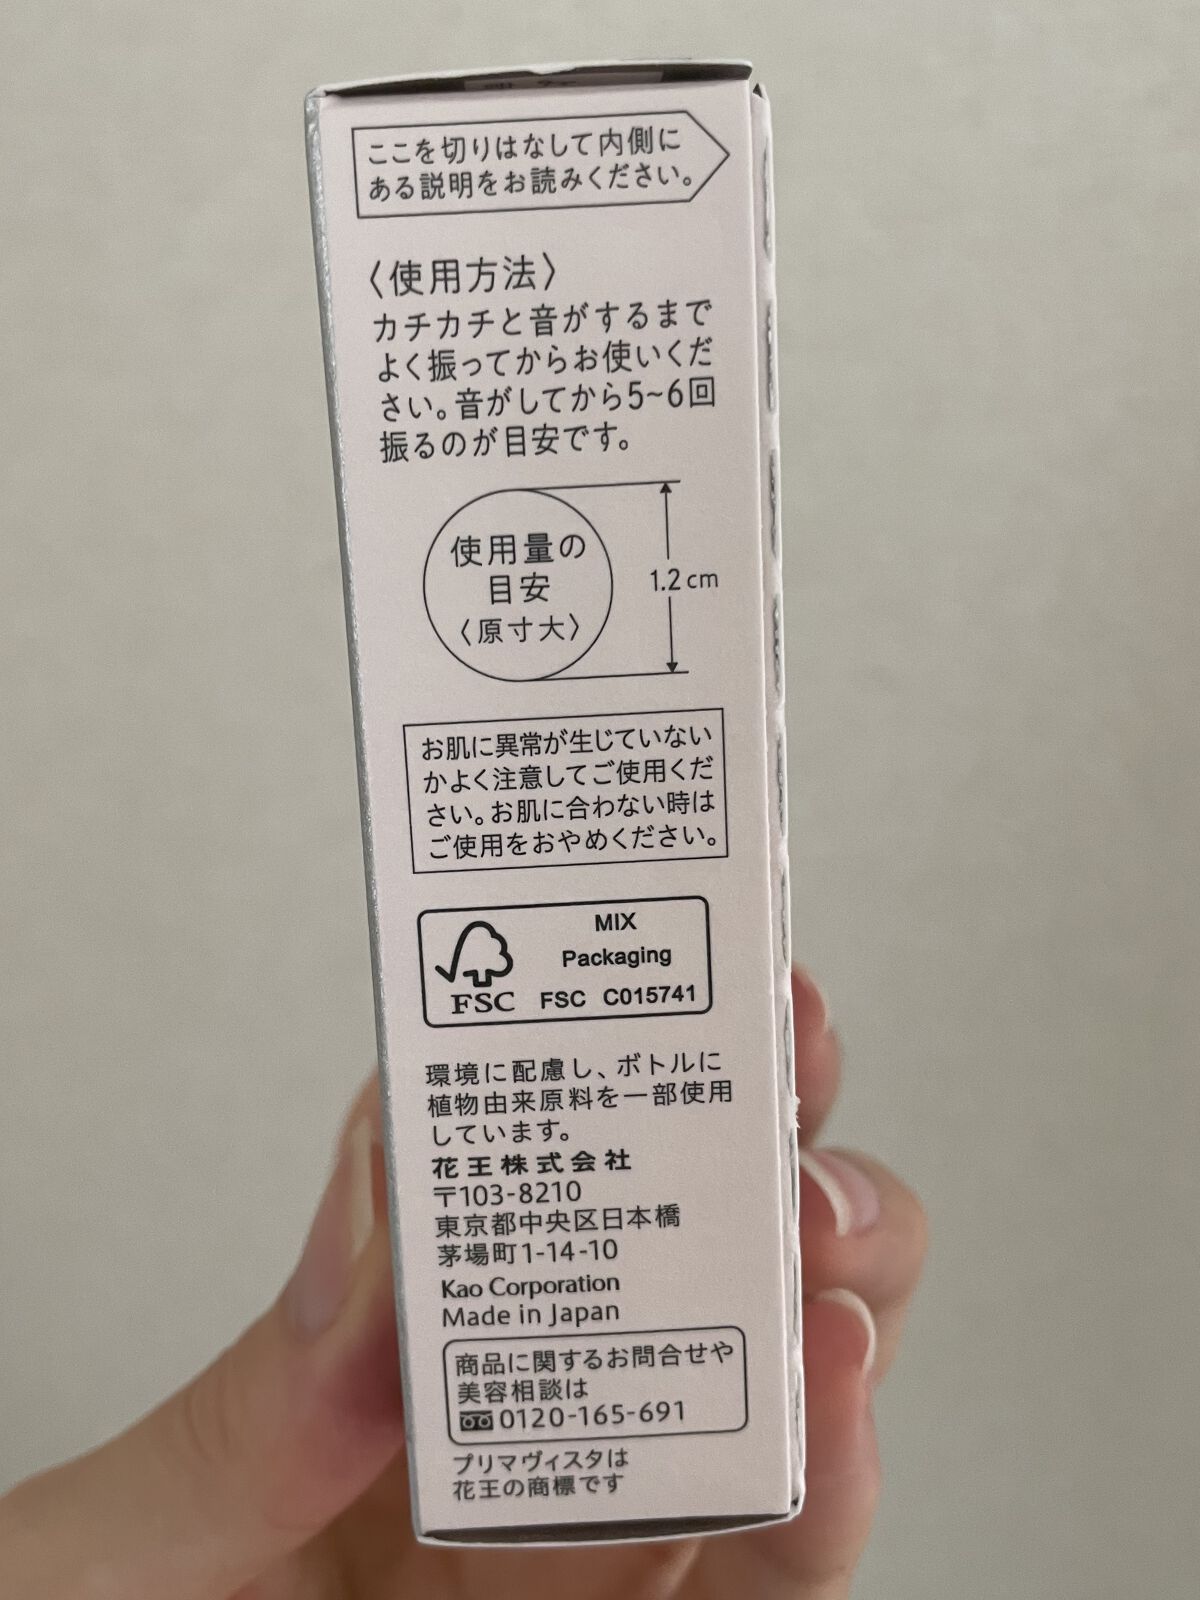 ここを切りはなして内側に
ある説明をお読みください。
〈使用方法〉
カチカチと音がするまで
よく振ってからお使いくだ
さい。音がしてから5~6回
振るのが目安です。
使用量の
目安
〈原寸大〉
1.2cm
お肌に異常が生じていない
かよく注意してご使用くだ
さい。お肌に合わない時は
ご使用をおやめください。
MIX
Packaging
FSC FSC C015741
環境に配慮し、ボトルに
植物由来原料を一部使用
しています。
花王株式会社
〒103-8210
東京都中央区日本橋
茅場町1-14-10
Kao Corporation
Made in Japan
商品に関するお問合せや
美容相談は
0120-165-691
プリマヴィスタは
花王の商標です